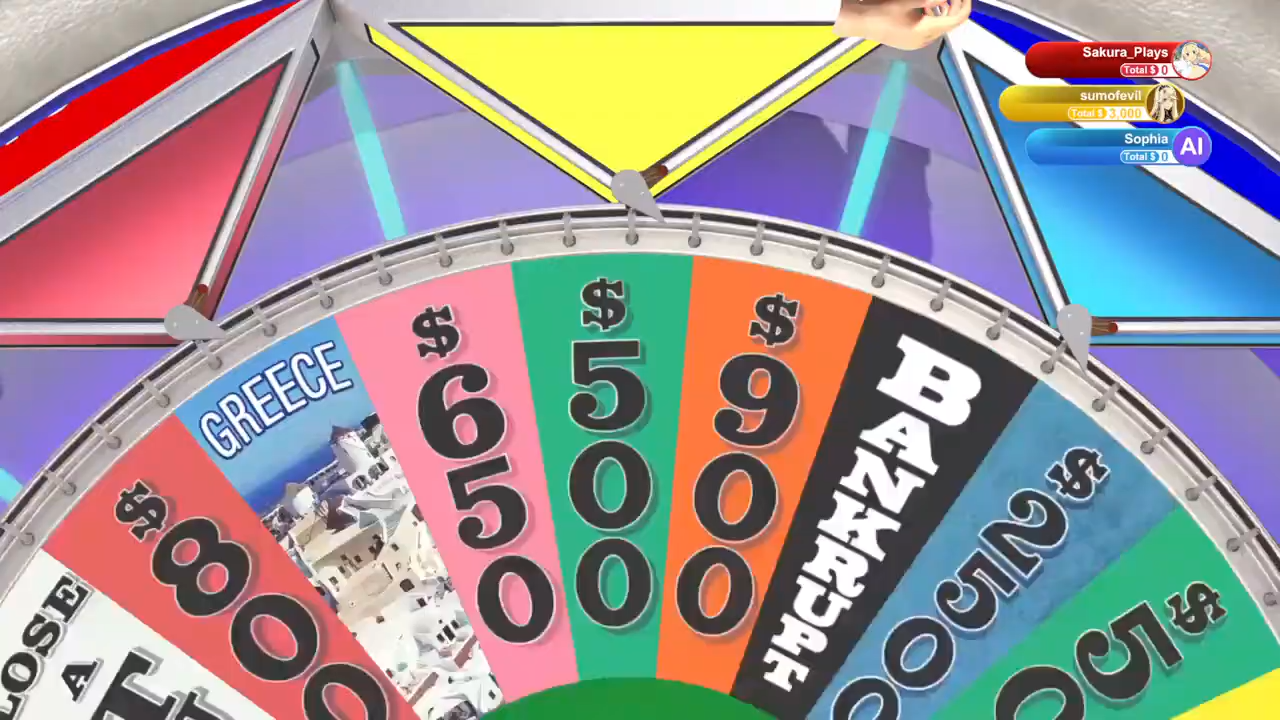 Sakura_Plays
Total $ 0
sumofevil
Total $ 3,000
Sophia
Total $ 0
AI
LOSE
A
$800
GREECE
$650
$500
$900
BANKRUPT
$2500
$50